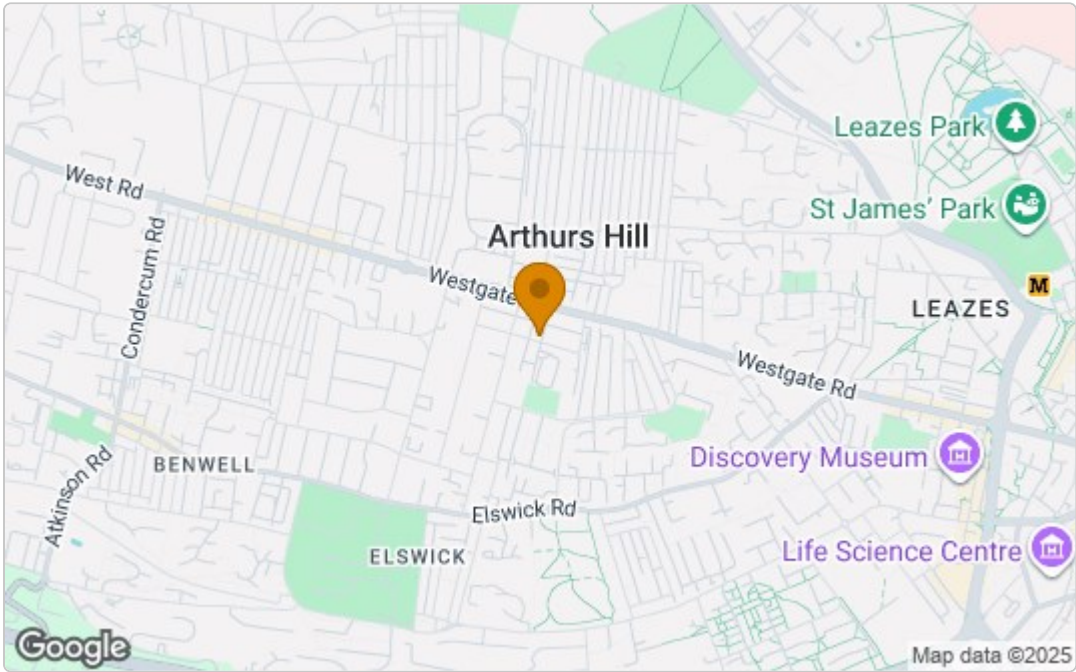 Leazes Park
West Rd
St James' Park
Arthurs Hill
Condercum Rd
Westgate
M
LEAZES
Westgate Rd
Discovery Museum
BENWELL
Atkinson Rd
Elswick Rd
ELSWICK
Life Science Centre
Google
Map data ©2025